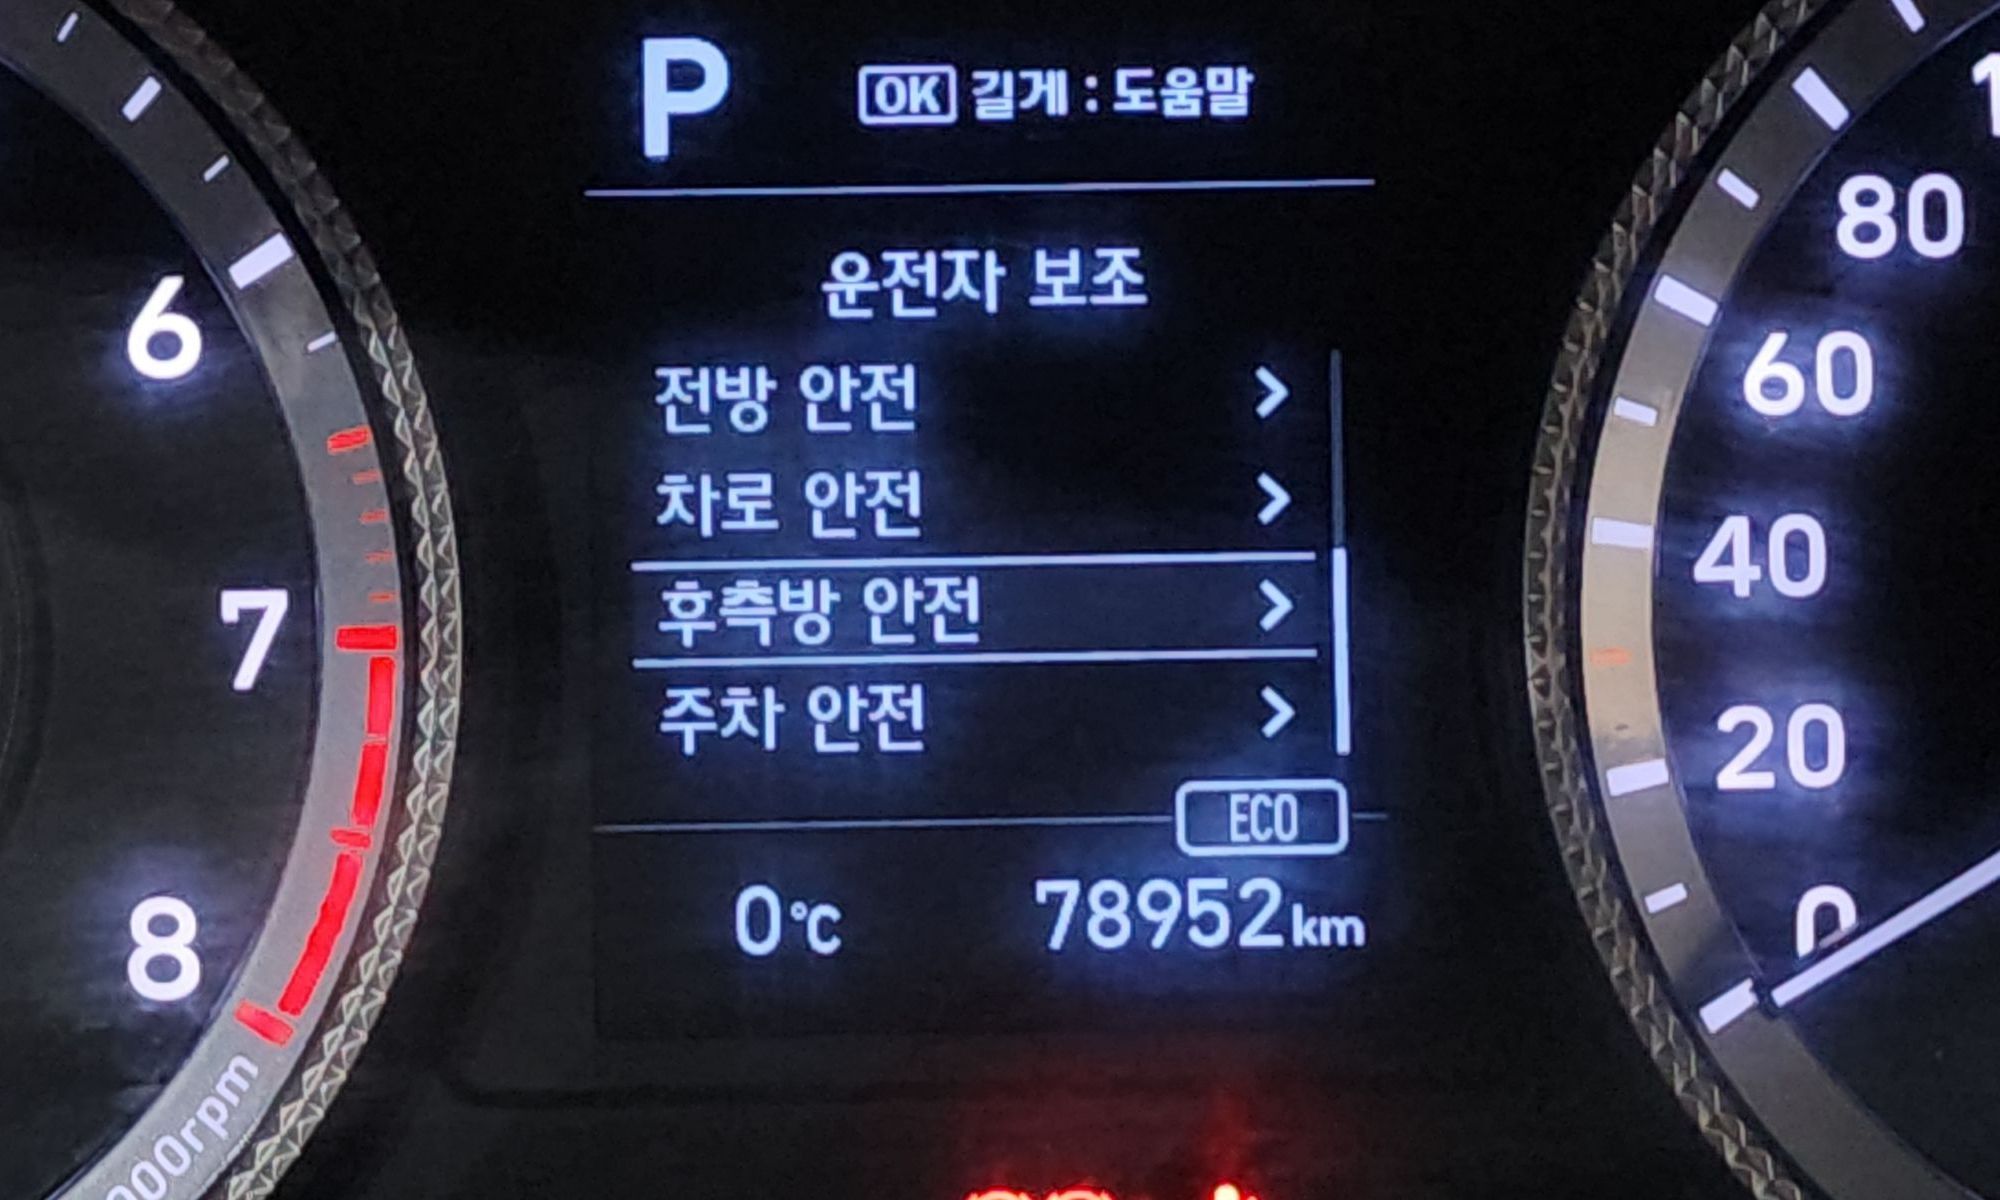 P
OK 길게 : 도움말
운전자 보조
전방 안전
차로 안전
후측방 안전
주차 안전
ECO
0℃ 78952km
6
7
8
000rpm
80
60
40
20
0